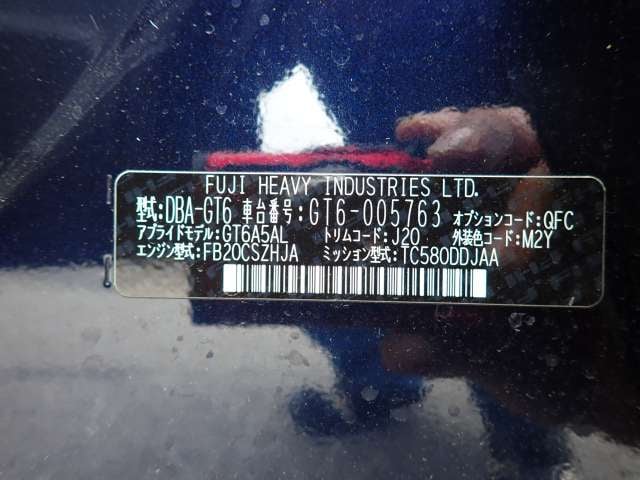 FUJI HEAVY INDUSTRIES LTD.
型式:DBA-GT6 車台番号:GT6-005763 オプションコード:QFC
アプライドモデル:GT6A5AL トリムコード:J20 外装色コード:M2Y
エンジン型式:FB20CSZHJA ミッション型式:TC580DDJAA